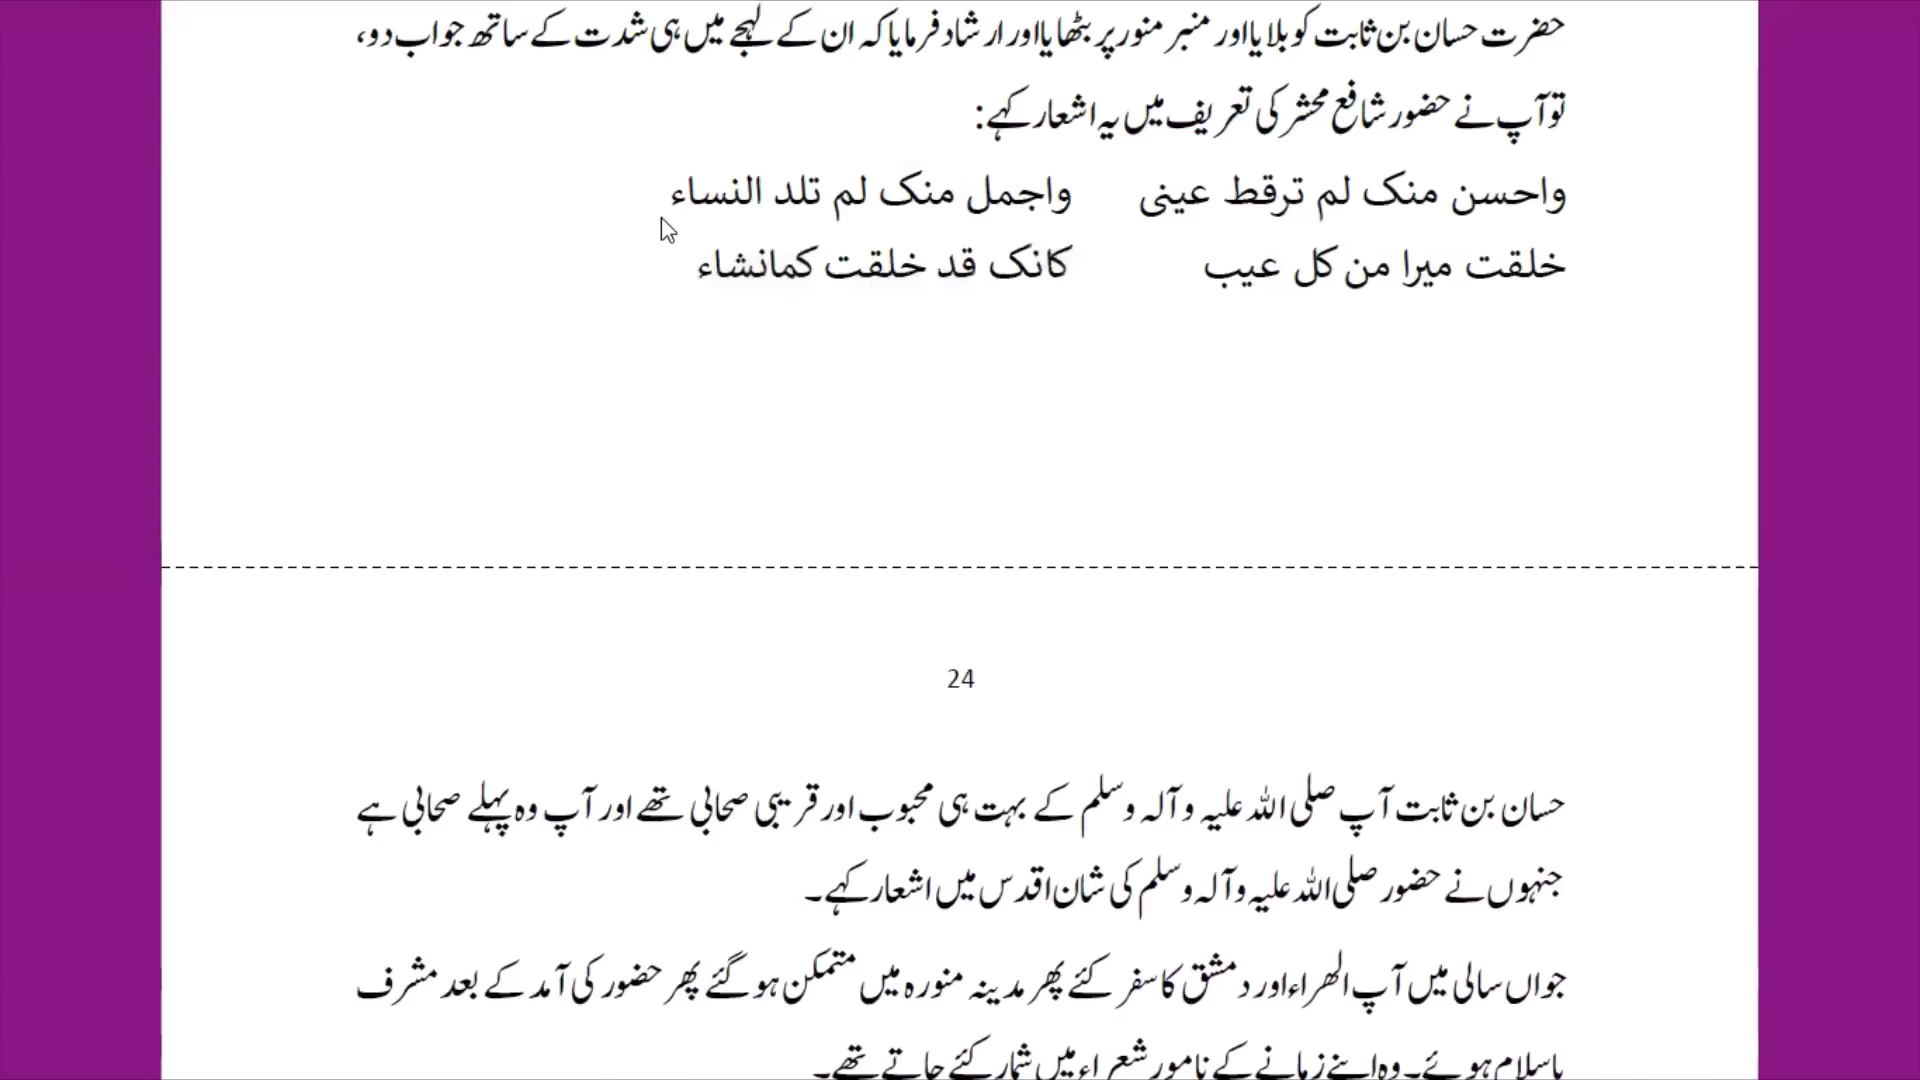 حضرت حسان بن ثابت کو بلایا اور منبر منور پر بٹھایا اور ارشاد فرمایا کہ ان کے لہجے میں ہی شدت کے ساتھ جواب دو،
تو آپ نے حضور شافع محشر کی تعریف میں یہ اشعار کہے:
واحسن منک لم ترقط عینی واجمل منک لم تلد النساء
خلقت میرا من کل عیب کانک قد خلقت کمانشاء
24
حسان بن ثابت آپ صلی اللہ علیہ و آلہ وسلم کے بہت ہی محبوب اور قریبی صحابی تھے اور آپ وہ پہلے صحابی ہے
جنہوں نے حضور صلی اللہ علیہ و آلہ وسلم کی شان اقدس میں اشعار کہے۔
جواں سالی میں آپ الھراء اور دمشق کا سفر کئے پھر مدینہ منورہ میں متمکن ہو گئے پھر حضور کی آمد کے بعد مشرف
باسلام ہوئے۔ وہ اپنے زمانے کے نامور شعراء میں شمار کئے جاتے تھے۔